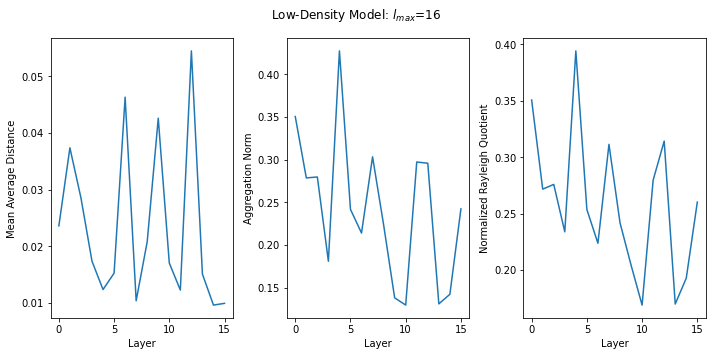 Low-Density Model: l_max=16
Mean Average Distance
0.05
0.04
0.03
0.02
0.01
0 5 10 15
Layer
Aggregation Norm
0.40
0.35
0.30
0.25
0.20
0.15
0 5 10 15
Layer
Normalized Rayleigh Quotient
0.40
0.35
0.30
0.25
0.20
0 5 10 15
Layer